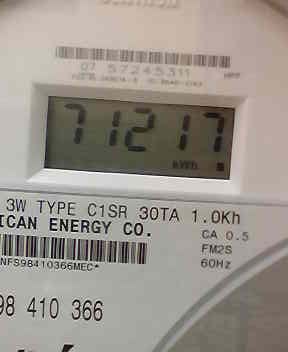 07 57245311
71217
kWh
3W TYPE C1SR 30TA 1.0Kh
ICAN ENERGY CO.
CA 0.5
FM2S
60Hz
NFS98410366MEC*
98 410 366